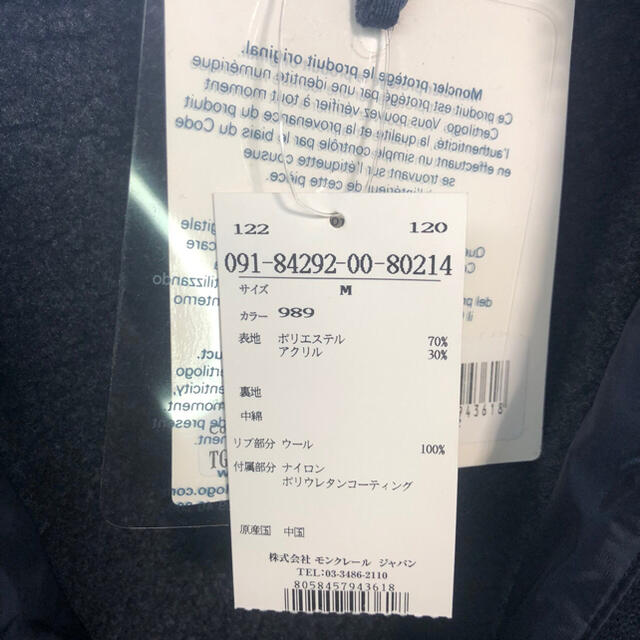 Moncler protège le produit original.
Ce produit est protégé par une identité numérique
Certilogo. Vous pouvez vérifier à tout moment
l'authenticité, la qualité et la provenance du produit
en effectuant un simple contrôle par biais du Code
se trouvant sur l'étiquette cousue
de cette pièce.
122 120
091-84292-00-80214
サイズ M
カラー 989
表地 ポリエステル 70%
アクリル 30%
裏地
中綿
リブ部分 ウール 100%
付属部分 ナイロン
ポリウレタンコーティング
原産国 中国
株式会社 モンクレール ジャパン
TEL:03-3486-2110
8058457943618
943618